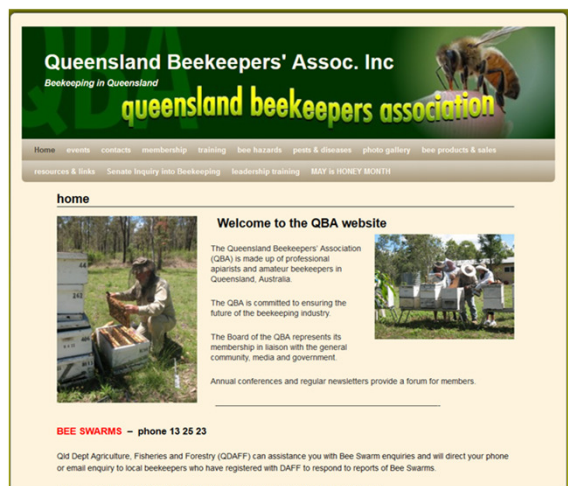 QBA
Queensland Beekeepers' Assoc. Inc
Beekeeping in Queensland
queensland beekeepers association
Home events contacts membership training bee hazards pests & diseases photo gallery bee products & sales
resources & links Senate Inquiry Into Beekeeping leadership training MAY is HONEY MONTH
home
Welcome to the QBA website
The Queensland Beekeepers' Association
(QBA) is made up of professional
apiarists and amateur beekeepers in
Queensland, Australia.
The QBA is committed to ensuring the
future of the beekeeping industry.
The Board of the QBA represents its
membership in liaison with the general
community, media and government.
Annual conferences and regular newsletters provide a forum for members.
BEE SWARMS – phone 13 25 23
Qld Dept Agriculture, Fisheries and Forestry (QDAFF) can assistance you with Bee Swarm enquiries and will direct your phone
or email enquiry to local beekeepers who have registered with DAFF to respond to reports of Bee Swarms.